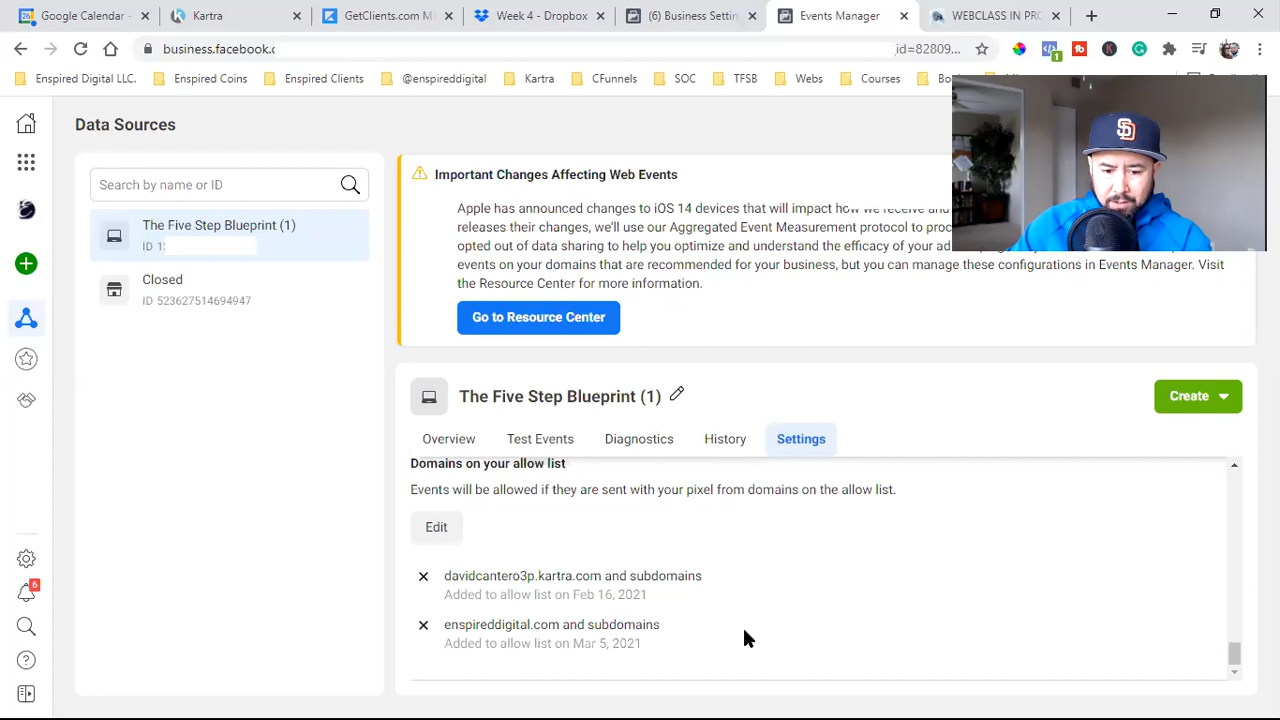 Google Calendar -
Kartra
GetClients.com M
Week 4 - Dropbox
(6) Business Settin
Events Manager
WEBCLASS IN PRO
business.facebook.c
id=82809...
1
Enspired Digital LLC.
Enspired Coins
Enspired Clients
@enspireddigital
Kartra
CFunnels
SOC
TFSB
Webs
Courses
Data Sources
Search by name or ID
The Five Step Blueprint (1)
ID 1
Closed
ID 523627514694947
Important Changes Affecting Web Events
Apple has announced changes to iOS 14 devices that will impact how we receive and
releases their changes, we'll use our Aggregated Event Measurement protocol to proc
opted out of data sharing to help you optimize and understand the efficacy of your ad
events on your domains that are recommended for your business, but you can manage these configurations in Events Manager. Visit
the Resource Center for more information.
Go to Resource Center
The Five Step Blueprint (1)
Create
Overview
Test Events
Diagnostics
History
Settings
Domains on your allow list
Events will be allowed if they are sent with your pixel from domains on the allow list.
Edit
davidcantero3p.kartra.com and subdomains
Added to allow list on Feb 16, 2021
enspireddigital.com and subdomains
Added to allow list on Mar 5, 2021
6
SD